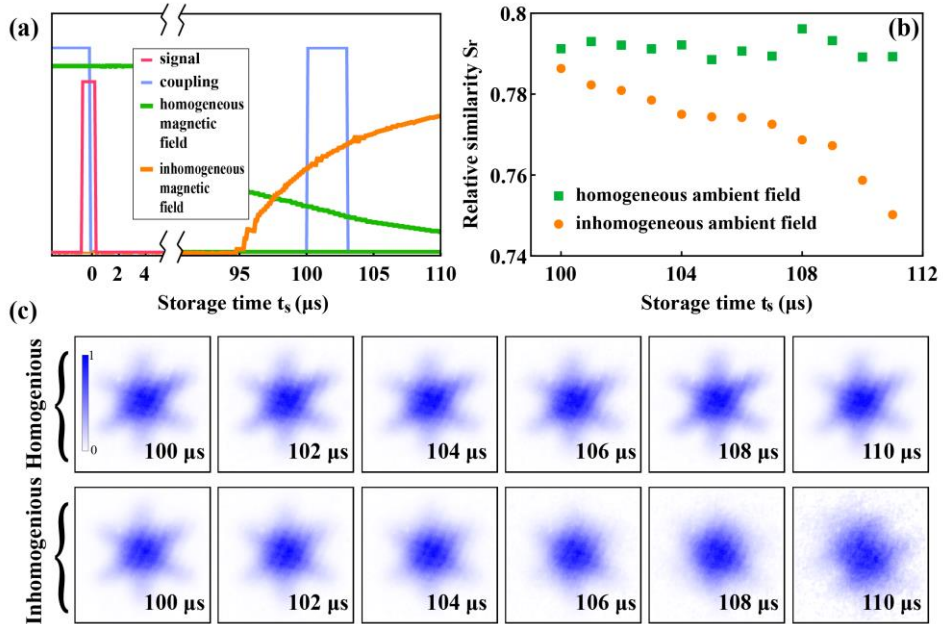 (a)
signal
coupling
homogeneous
magnetic
field
inhomogeneous
magnetic
field
0 2 4 95 100 105 110
Storage time ts (μs)
(b)
Relative similarity Sr
0.8
0.78
0.76
0.74
homogeneous ambient field
inhomogeneous ambient field
100 104 108 112
Storage time ts (μs)
(c)
Homogenious
1
0
100 μs 102 μs 104 μs 106 μs 108 μs 110 μs
Inhomogenious
100 μs 102 μs 104 μs 106 μs 108 μs 110 μs